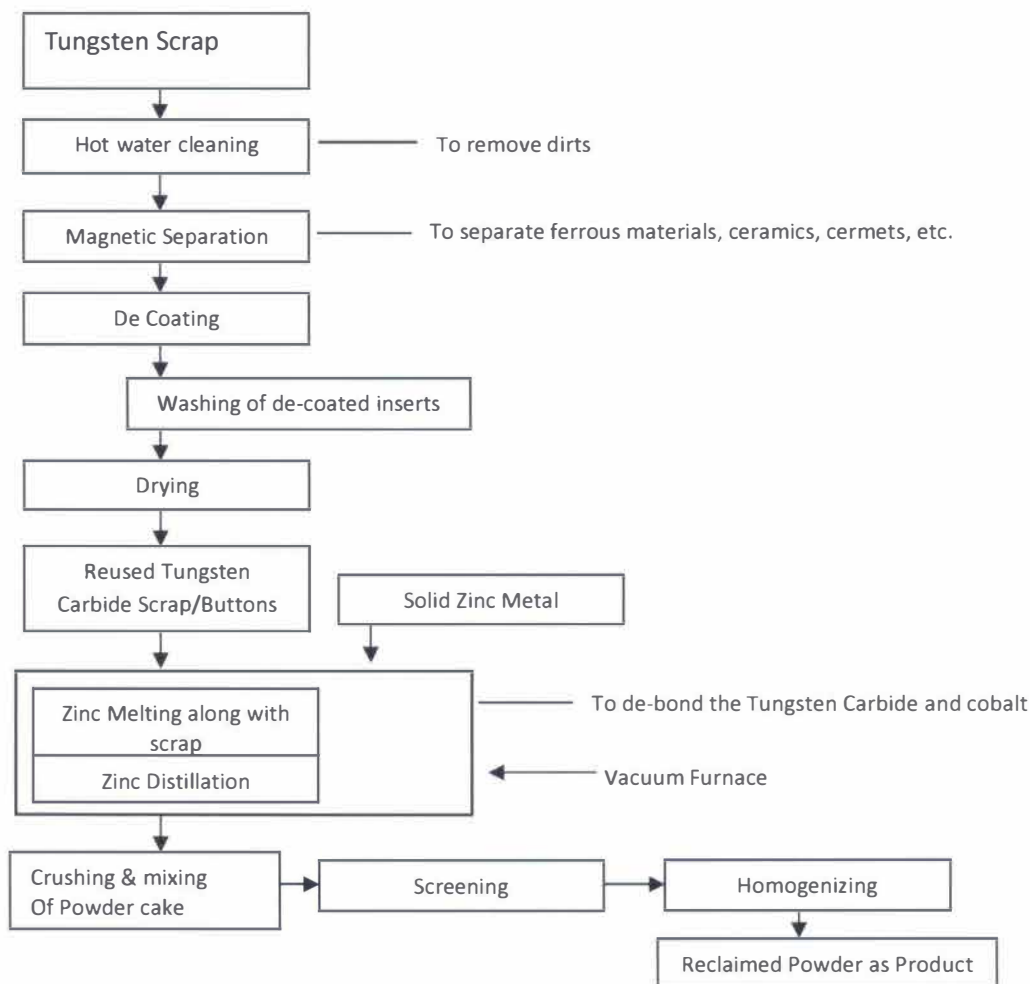 Tungsten Scrap
Hot water cleaning
To remove dirts
Magnetic Separation
To separate ferrous materials, ceramics, cermets, etc.
De Coating
Washing of de-coated inserts
Drying
Reused Tungsten
Carbide Scrap/Buttons
Solid Zinc Metal
Zinc Melting along with
scrap
Zinc Distillation
To de-bond the Tungsten Carbide and cobalt
Vacuum Furnace
Crushing & mixing
Of Powder cake
Screening
Homogenizing
Reclaimed Powder as Product